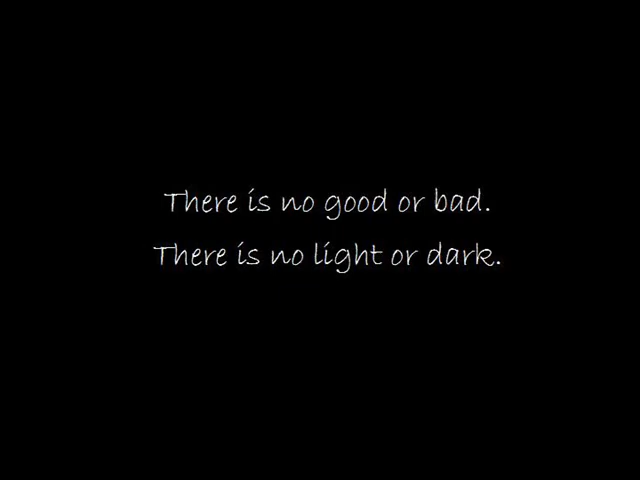 There is no good or bad.
There is no light or dark.